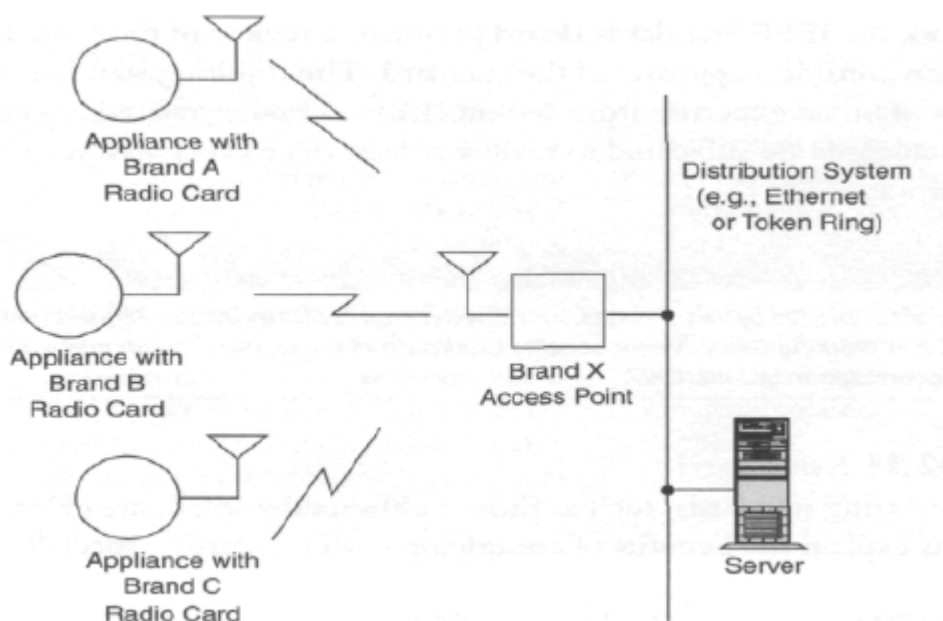 Appliance with
Brand A
Radio Card
Distribution System
(e.g., Ethernet
or Token Ring)
Appliance with
Brand B
Radio Card
Brand X
Access Point
Appliance with
Brand C
Radio Card
Server